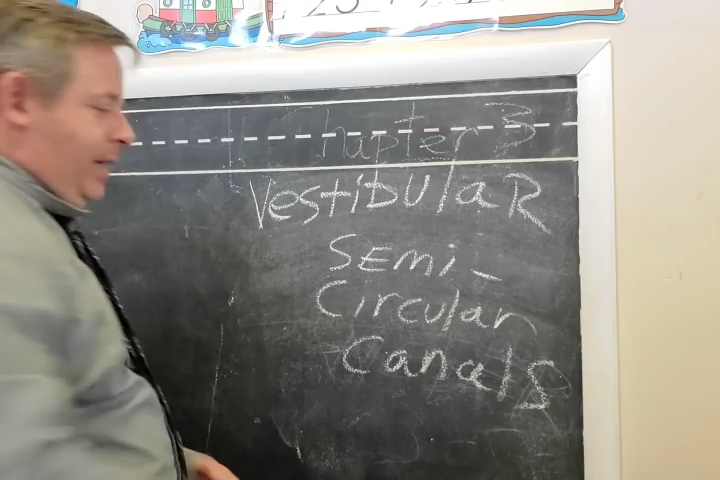 Chapter 3
VestibulaR
SEmi-
Circular
Canals